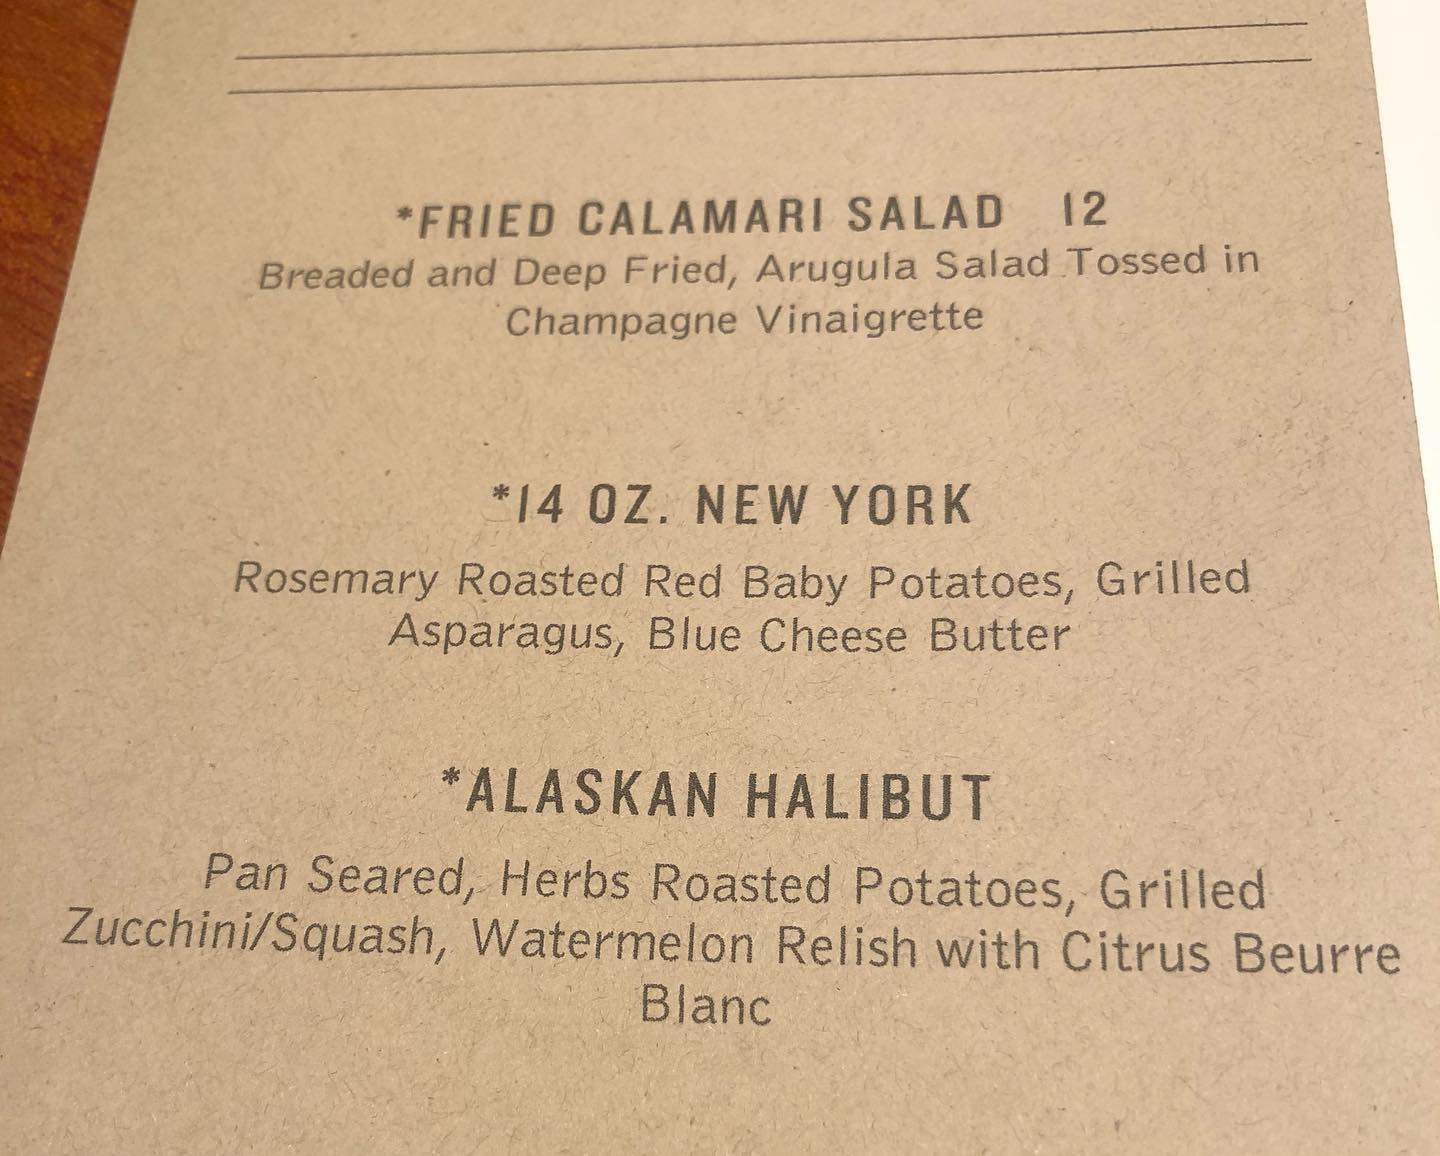 *FRIED CALAMARI SALAD 12
Breaded and Deep Fried, Arugula Salad Tossed in
Champagne Vinaigrette
*14 OZ. NEW YORK
Rosemary Roasted Red Baby Potatoes, Grilled
Asparagus, Blue Cheese Butter
*ALASKAN HALIBUT
Pan Seared, Herbs Roasted Potatoes, Grilled
Zucchini/Squash, Watermelon Relish with Citrus Beurre
Blanc